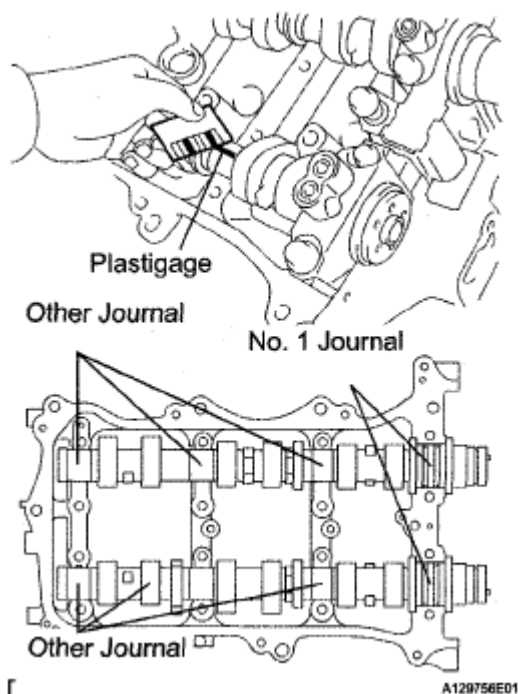 Plastigage
Other Journal
No. 1 Journal
Other Journal
A129756E01